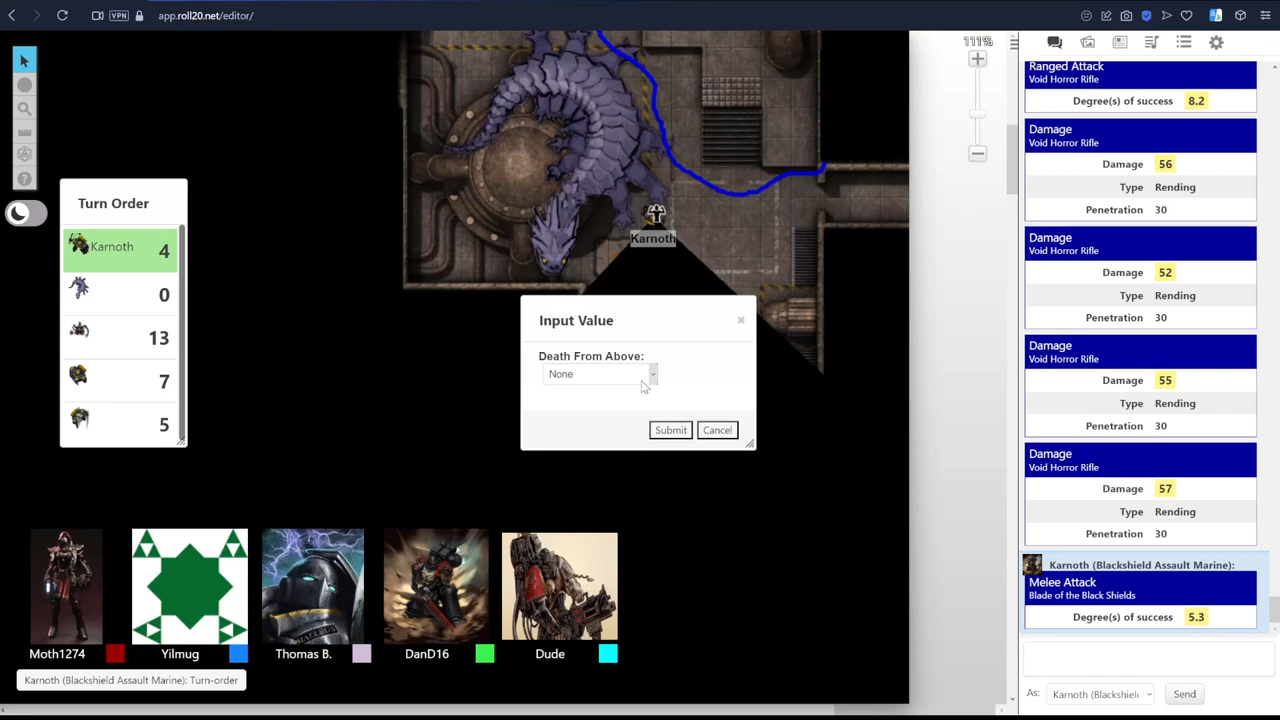 VPN
app.roll20.net/editor/
111%
Turn Order
Karnoth
4
0
13
7
5
Karnoth
Input Value
Death From Above:
None
Submit
Cancel
Moth1274
Yilmug
Thomas B.
DanD16
Dude
Karnoth (Blackshield Assault Marine): Turn-order
Ranged Attack
Void Horror Rifle
Degree(s) of success 8.2
Damage
Void Horror Rifle
Damage 56
Type Rending
Penetration 30
Damage
Void Horror Rifle
Damage 52
Type Rending
Penetration 30
Damage
Void Horror Rifle
Damage 55
Type Rending
Penetration 30
Damage
Void Horror Rifle
Damage 57
Type Rending
Penetration 30
Karnoth (Blackshield Assault Marine):
Melee Attack
Blade of the Black Shields
Degree(s) of success 5.3
As:
Karnoth (Blackshiel
Send